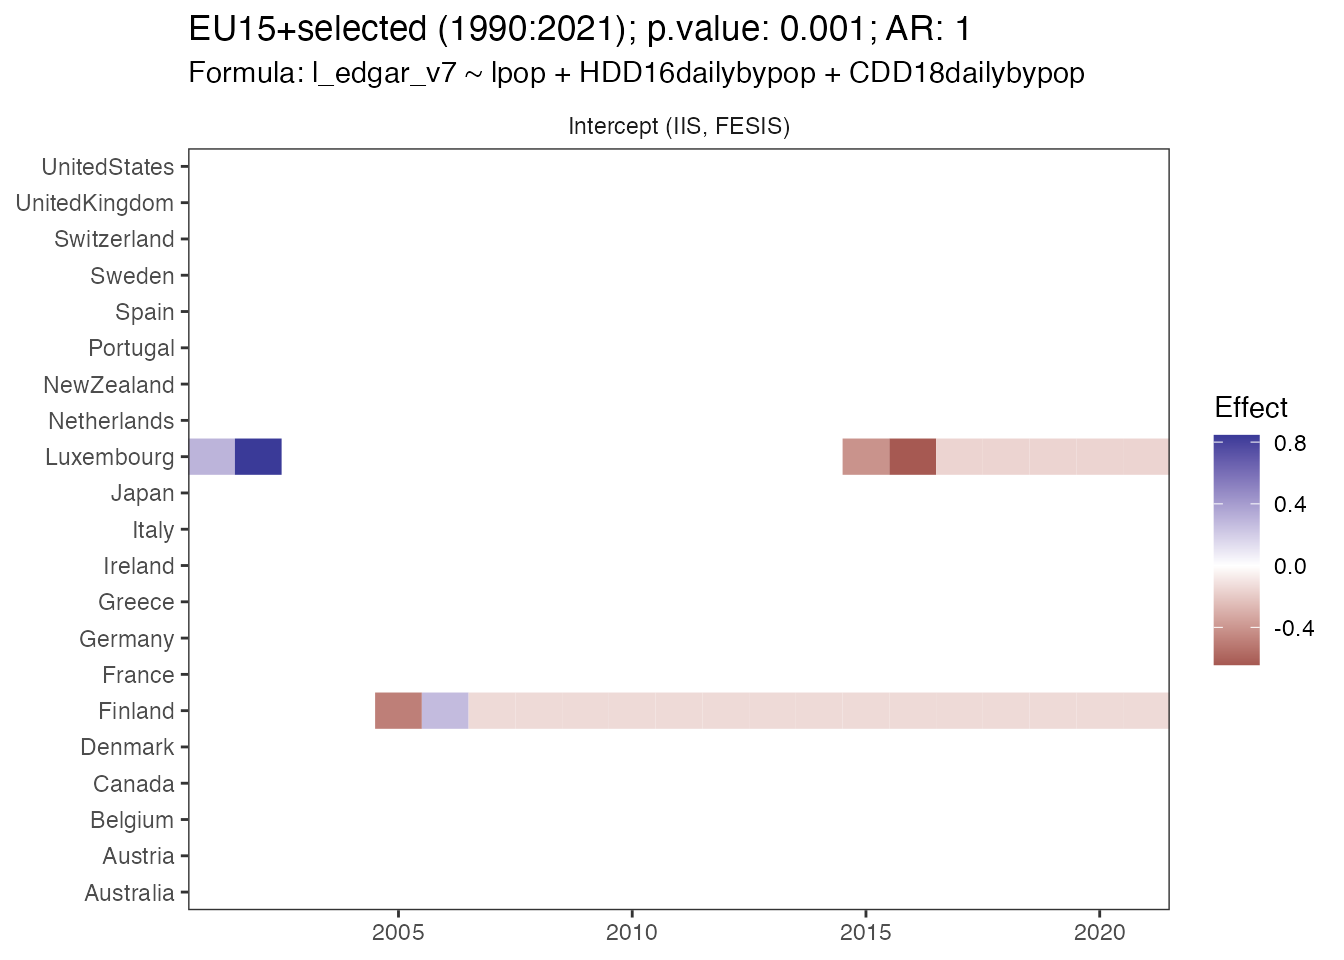 EU15+selected (1990:2021); p.value: 0.001; AR: 1
Formula: l_edgar_v7 ~ lpop + HDD16dailybypop + CDD18dailybypop
Intercept (IIS, FESIS)
UnitedStates
UnitedKingdom
Switzerland
Sweden
Spain
Portugal
NewZealand
Netherlands
Luxembourg
Japan
Italy
Ireland
Greece
Germany
France
Finland
Denmark
Canada
Belgium
Austria
Australia
2005
2010
2015
2020
Effect
0.8
0.4
0.0
-0.4